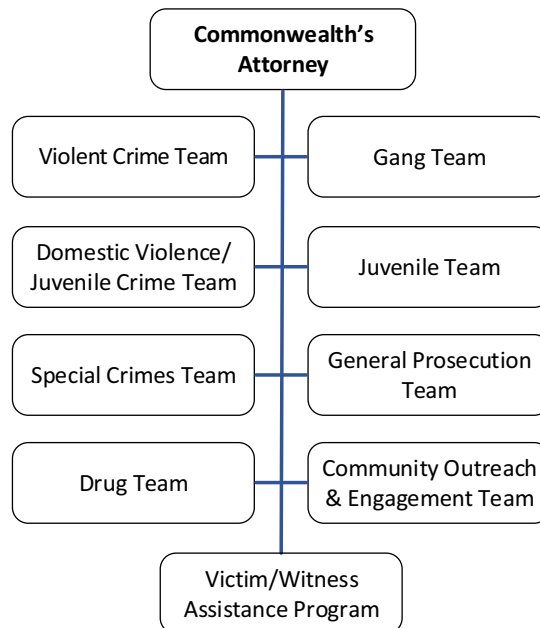 Commonwealth’s
Attorney
Violent Crime Team
Gang Team
Domestic Violence/
Juvenile Crime Team
Juvenile Team
Special Crimes Team
General Prosecution
Team
Drug Team
Community Outreach
& Engagement Team
Victim/Witness
Assistance Program